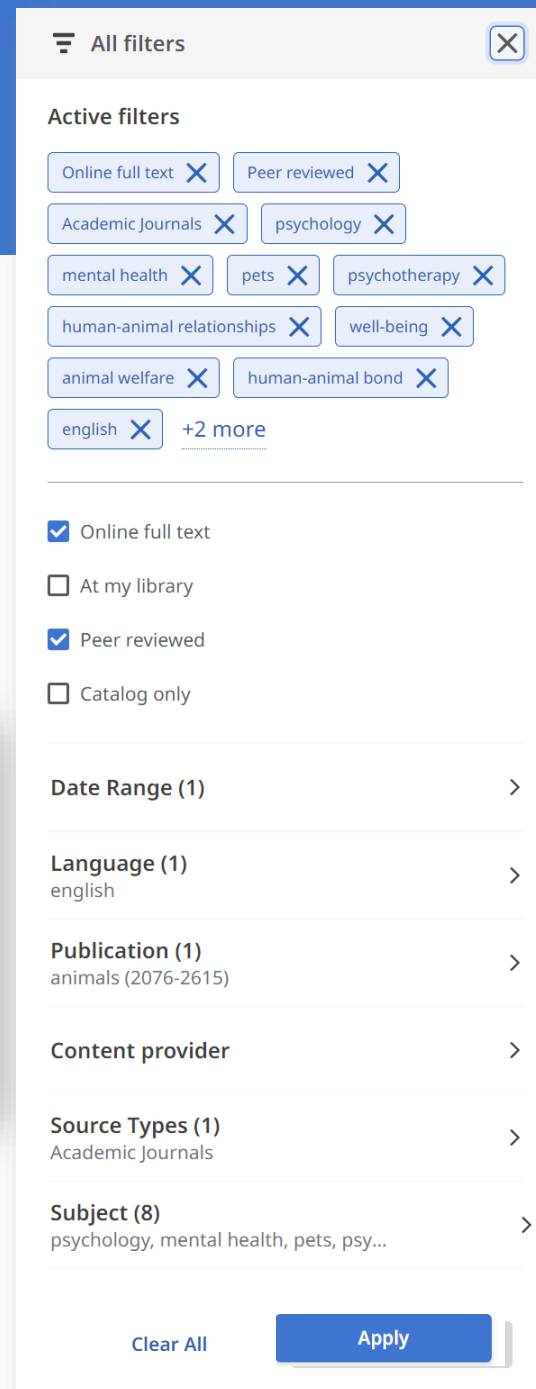 All filters
Active filters
Online full text Peer reviewed
Academic Journals psychology
mental health pets psychotherapy
human-animal relationships well-being
animal welfare human-animal bond
english +2 more
Online full text
At my library
Peer reviewed
Catalog only
Date Range (1)
Language (1)
english
Publication (1)
animals (2076-2615)
Content provider
Source Types (1)
Academic Journals
Subject (8)
psychology, mental health, pets, psy...
Clear All Apply